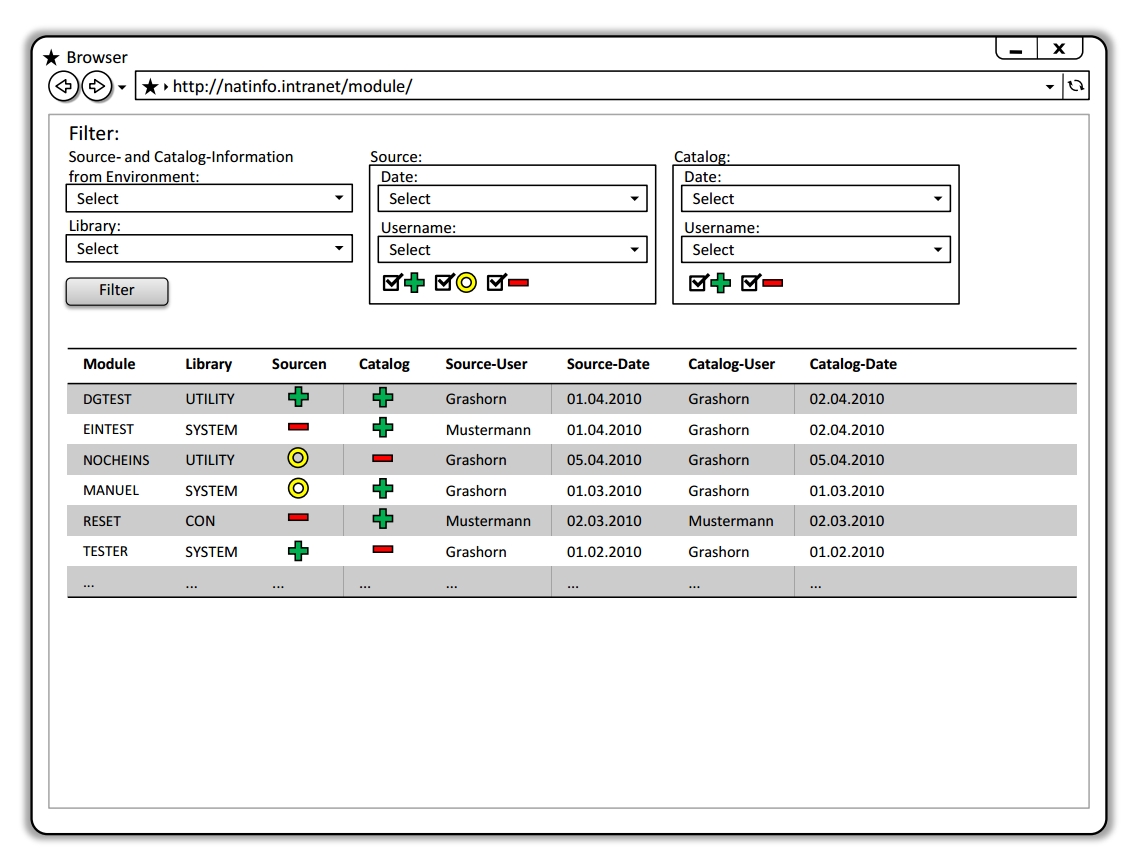 Browser
http://natinfo.intranet/module/
Filter:
Source- and Catalog-Information
from Environment:
Select
Library:
Select
Filter
Source:
Date:
Select
Username:
Select
Catalog:
Date:
Select
Username:
Select
Module Library Sourcen Catalog Source-User Source-Date Catalog-User Catalog-Date
DGTEST UTILITY Grashorn 01.04.2010 Grashorn 02.04.2010
EINTEST SYSTEM Mustermann 01.04.2010 Grashorn 02.04.2010
NOCHEINS UTILITY Grashorn 05.04.2010 Grashorn 05.04.2010
MANUEL SYSTEM Grashorn 01.03.2010 Grashorn 01.03.2010
RESET CON Mustermann 02.03.2010 Mustermann 02.03.2010
TESTER SYSTEM Grashorn 01.02.2010 Grashorn 01.02.2010
... ... ... ... ... ... ... ...